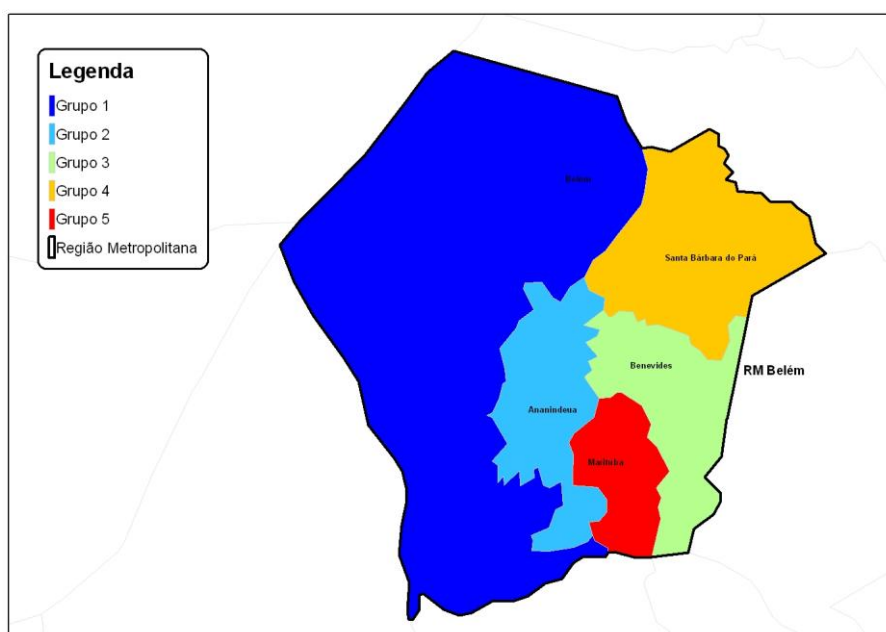 Legenda
Grupo 1
Grupo 2
Grupo 3
Grupo 4
Grupo 5
Região Metropolitana
Belém
Santa Bárbara do Pará
Benevides
RM Belém
Ananindeua
Marituba